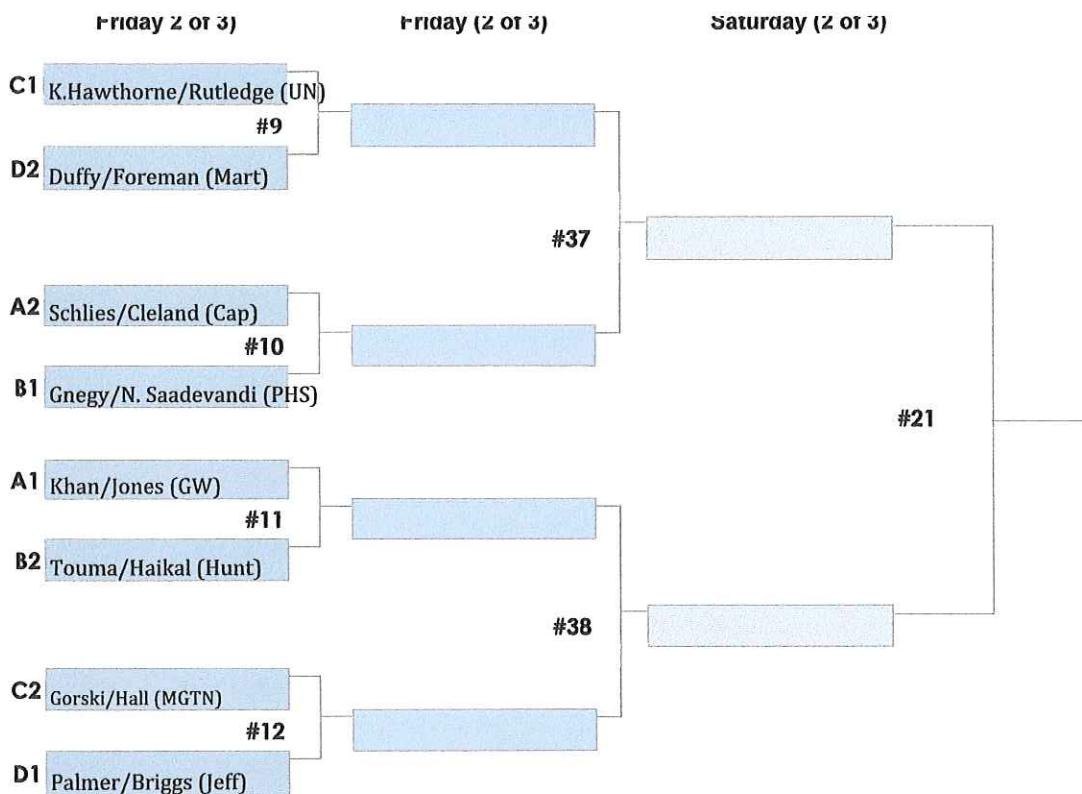 Friday 2 of 3) Friday (2 of 3) Saturday (2 of 3)
C1 K.Hawthorne/Rutledge (UN)
#9
D2 Duffy/Foreman (Mart)
#37
A2 Schlies/Cleland (Cap)
#10
B1 Gnegy/N. Saadevandi (PHS)
#21
A1 Khan/Jones (GW)
#11
B2 Touma/Haikal (Hunt)
#38
C2 Gorski/Hall (MGTN)
#12
D1 Palmer/Briggs (Jeff)